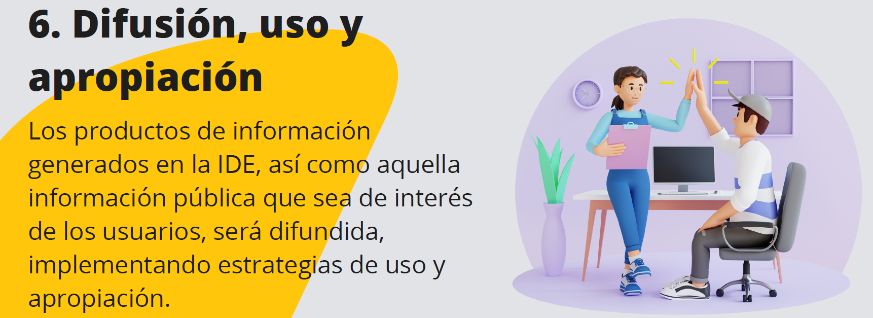 6. Difusión, uso y
apropiación
Los productos de información
generados en la IDE, así como aquella
información pública que sea de interés
de los usuarios, será difundida,
implementando estrategias de uso y
apropiación.